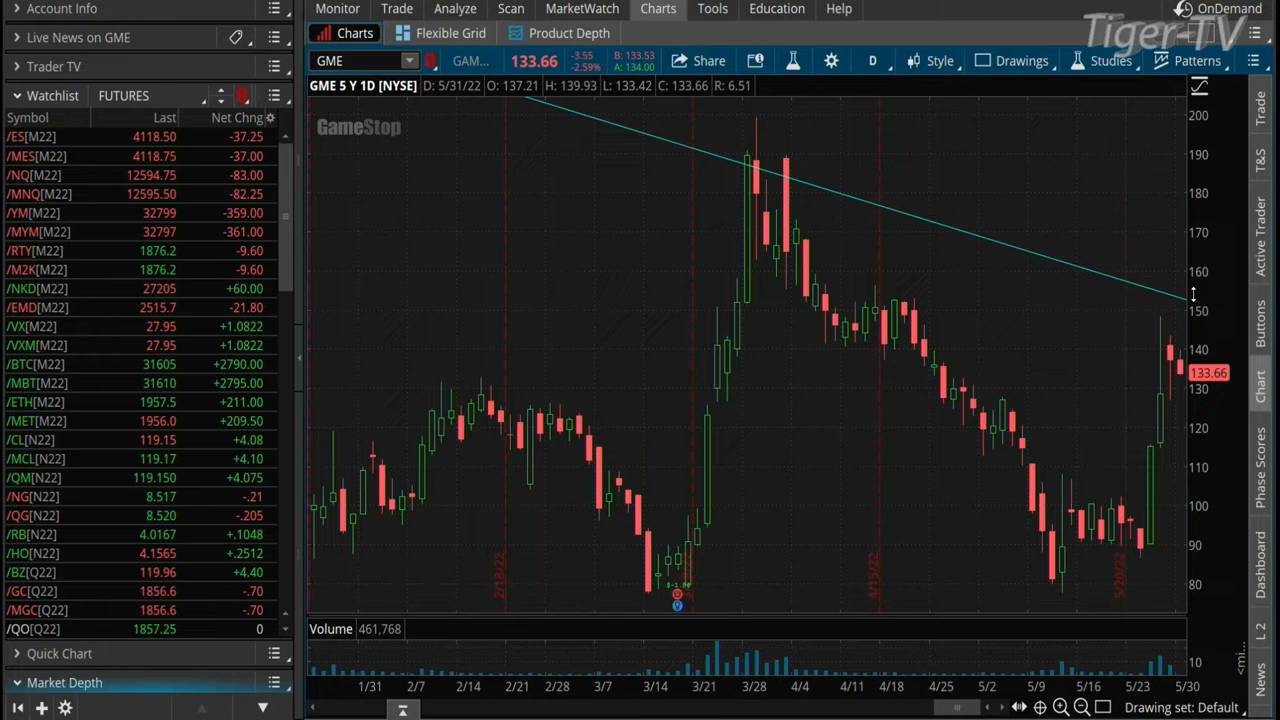 Account Info
Monitor Trade Analyze Scan MarketWatch Charts Tools Education Help OnDemand
Tiger-TV
Live News on GME
Charts Flexible Grid Product Depth
Trader TV
GME GAM... 133.66 -3.55 -2.59% B: 133.53 A: 134.00 Share D Style Drawings Studies Patterns
Watchlist FUTURES
GME 5 Y 1D [NYSE] D: 5/31/22 O: 137.21 H: 139.93 L: 133.42 C: 133.66 R: 6.51
Symbol Last Net Chng
/ES[M22] 4118.50 -37.25
/MES[M22] 4118.75 -37.00
/NQ[M22] 12594.75 -83.00
/MNQ[M22] 12595.50 -82.25
/YM[M22] 32799 -359.00
/MYM[M22] 32797 -361.00
/RTY[M22] 1876.2 -9.60
/M2K[M22] 1876.2 -9.60
/NKD[M22] 27205 +60.00
/EMD[M22] 2515.7 -21.80
/VX[M22] 27.95 +1.0822
/VXM[M22] 27.95 +1.0822
/BTC[M22] 31605 +2790.00
/MBT[M22] 31610 +2795.00
/ETH[M22] 1957.5 +211.00
/MET[M22] 1956.0 +209.50
/CL[N22] 119.15 +4.08
/MCL[N22] 119.17 +4.10
/QM[N22] 119.150 +4.075
/NG[N22] 8.517 -.21
/QG[N22] 8.520 -.205
/RB[N22] 4.0167 +.1048
/HO[N22] 4.1565 +.2512
/BZ[Q22] 119.96 +4.40
/GC[Q22] 1856.6 -.70
/MGC[Q22] 1856.6 -.70
/QO[Q22] 1857.25 0
Quick Chart
Market Depth
GameStop
200
190
180
170
160
150
140
133.66
130
120
110
100
90
80
2/18/22
4/15/22
5/20/22
Volume 461,768
10
1/31 2/7 2/14 2/21 2/28 3/7 3/14 3/21 3/28 4/4 4/11 4/18 4/25 5/2 5/9 5/16 5/23 5/30
Drawing set: Default
Trade
T&S
Active Trader
Buttons
Chart
Phase Scores
Dashboard
L 2
News